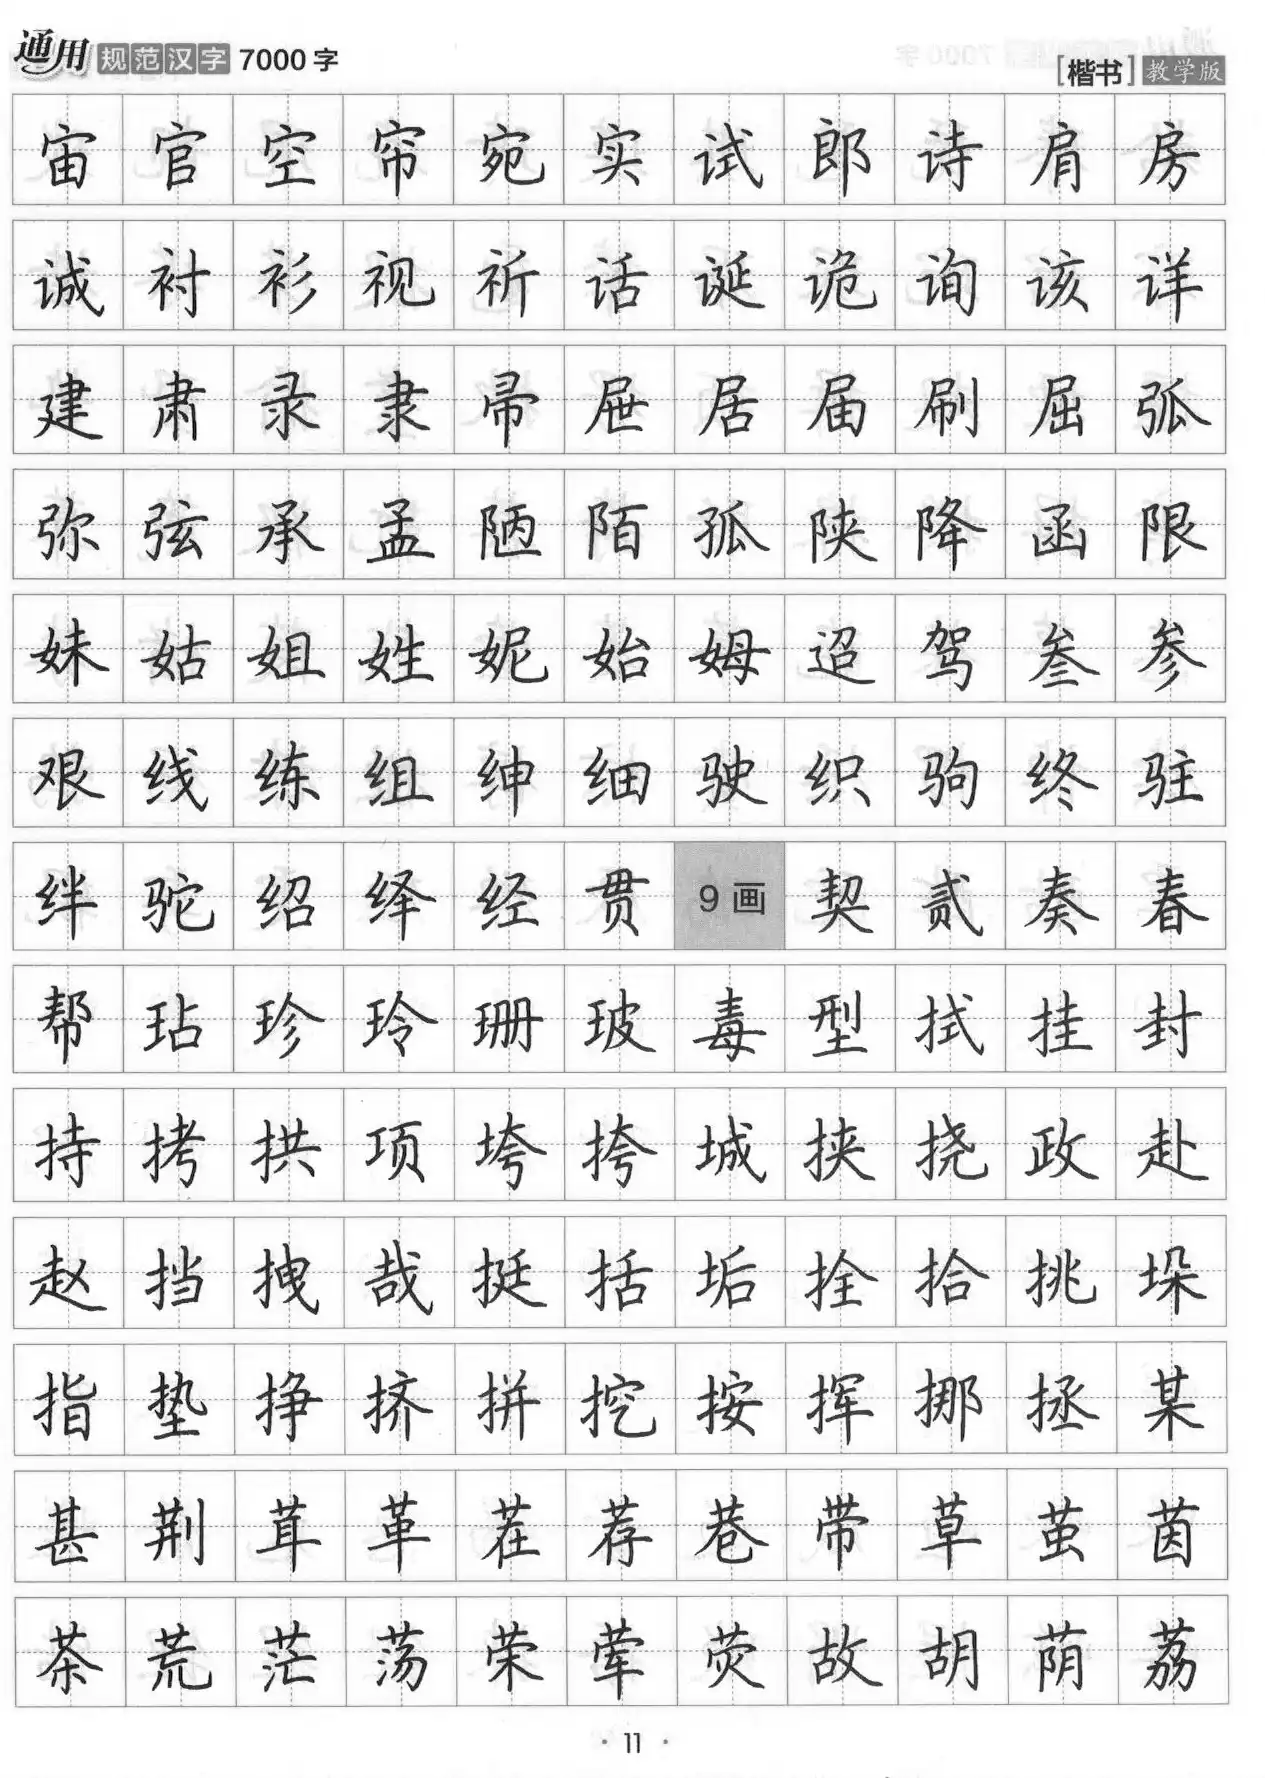 通用规范汉字 7000 字 [楷书] 教学版
宙官空帘宛实试郎诗肩房
诚衬衫视祈话诞诡询该详
建肃录隶帚屉居届刷屈弧
弥弦承孟陋陌孤陕降函限
妹姑姐姓妮始姆迢驾叁参
艰线练组绅细驶织驹终驻
绊驼绍绎经贯 9 画 契贰奏春
帮玷珍玲珊玻毒型拭挂封
持拷拱项垮挎城挟挠政赴
赵挡拽哉挺括垢拴拾挑垛
指垫挣挤拼挖按挥挪拯某
甚荆茸革茬荐巷带草茧茵
茶荒茫荡荣荤荧故胡荫荔
· 11 ·